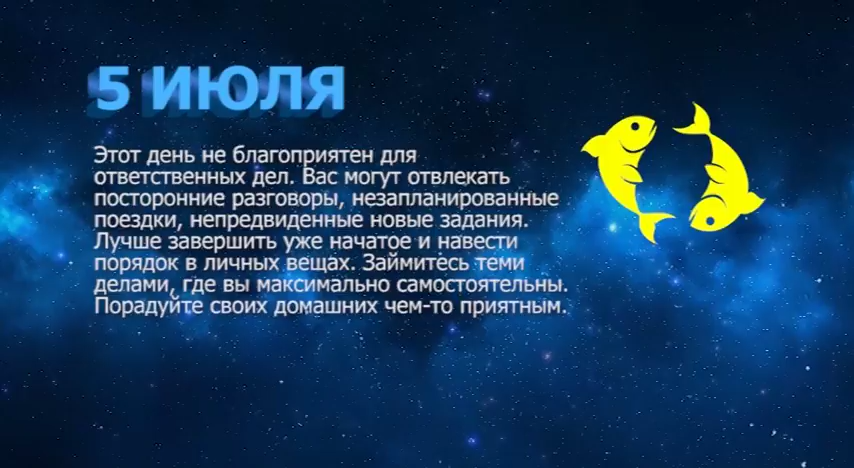 5 ИЮЛЯ
Этот день не благоприятен для
ответственных дел. Вас могут отвлекать
посторонние разговоры, незапланированные
поездки, непредвиденные новые задания.
Лучше завершить уже начатое и навести
порядок в личных вещах. Займитесь теми
делами, где вы максимально самостоятельны.
Порадуйте своих домашних чем-то приятным.